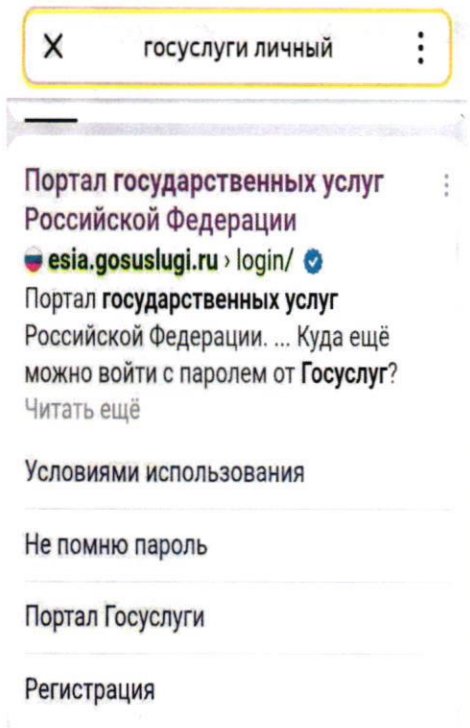 госуслуги личный
Портал государственных услуг
Российской Федерации
esia.gosuslugi.ru › login/
Портал государственных услуг
Российской Федерации. ... Куда ещё
можно войти с паролем от Госуслуг?
Читать ещё
Условиями использования
Не помню пароль
Портал Госуслуги
Регистрация